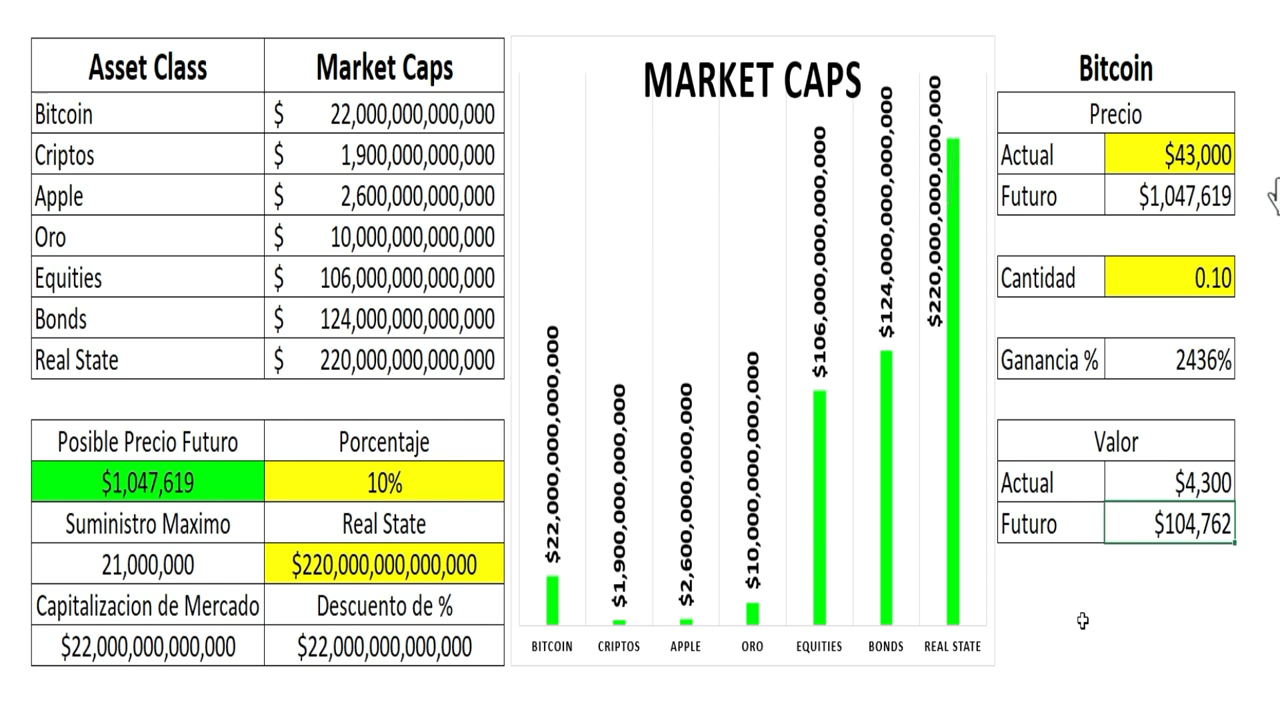 Asset Class Market Caps
Bitcoin $ 22,000,000,000,000
Criptos $ 1,900,000,000,000
Apple $ 2,600,000,000,000
Oro $ 10,000,000,000,000
Equities $ 106,000,000,000,000
Bonds $ 124,000,000,000,000
Real State $ 220,000,000,000,000
Posible Precio Futuro Porcentaje
$1,047,619 10%
Suministro Maximo Real State
21,000,000 $220,000,000,000,000
Capitalizacion de Mercado Descuento de %
$22,000,000,000,000 $22,000,000,000,000
MARKET CAPS
$22,000,000,000,000
$1,900,000,000,000
$2,600,000,000,000
$10,000,000,000,000
$106,000,000,000,000
$124,000,000,000,000
$220,000,000,000,000
BITCOIN CRIPTOS APPLE ORO EQUITIES BONDS REAL STATE
Bitcoin
Precio
Actual $43,000
Futuro $1,047,619
Cantidad 0.10
Ganancia % 2436%
Valor
Actual $4,300
Futuro $104,762